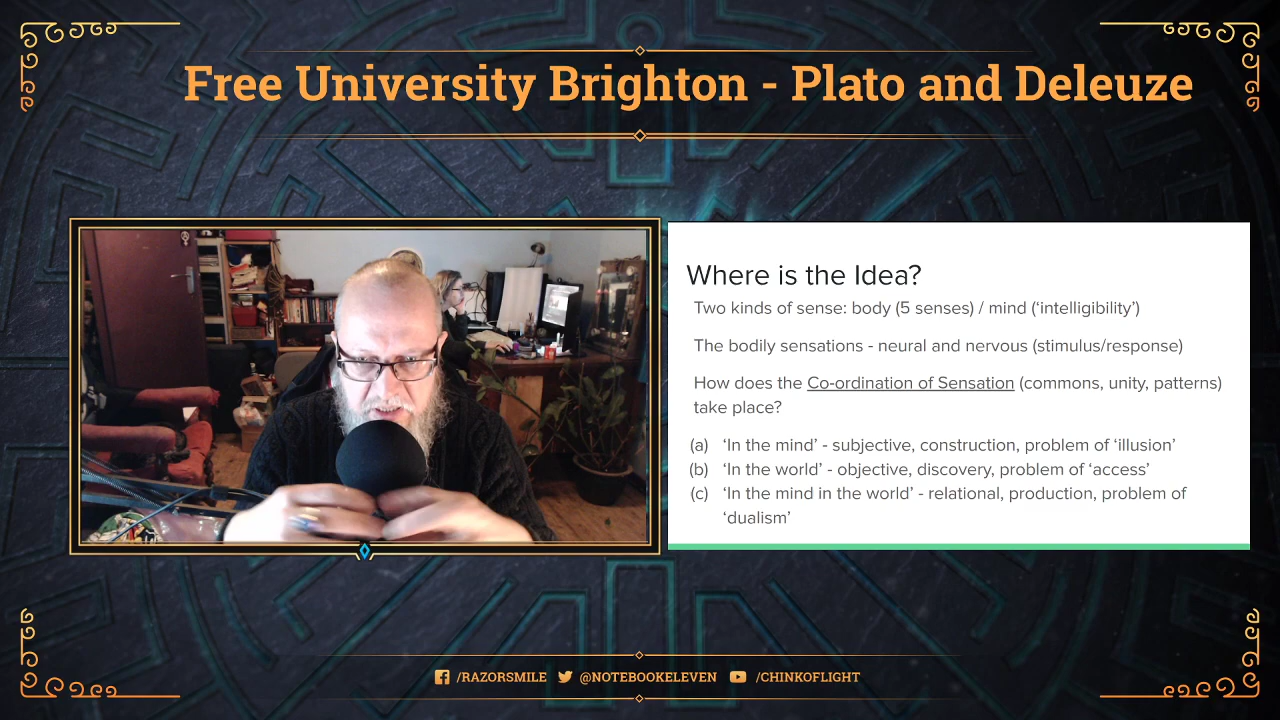 Free University Brighton - Plato and Deleuze
Where is the Idea?
Two kinds of sense: body (5 senses) / mind (‘intelligibility’)
The bodily sensations - neural and nervous (stimulus/response)
How does the Co-ordination of Sensation (commons, unity, patterns)
take place?
(a) ‘In the mind’ - subjective, construction, problem of ‘illusion’
(b) ‘In the world’ - objective, discovery, problem of ‘access’
(c) ‘In the mind in the world’ - relational, production, problem of
‘dualism’
/RAZORSMILE @NOTEBOOKELEVEN /CHINKOFLIGHT